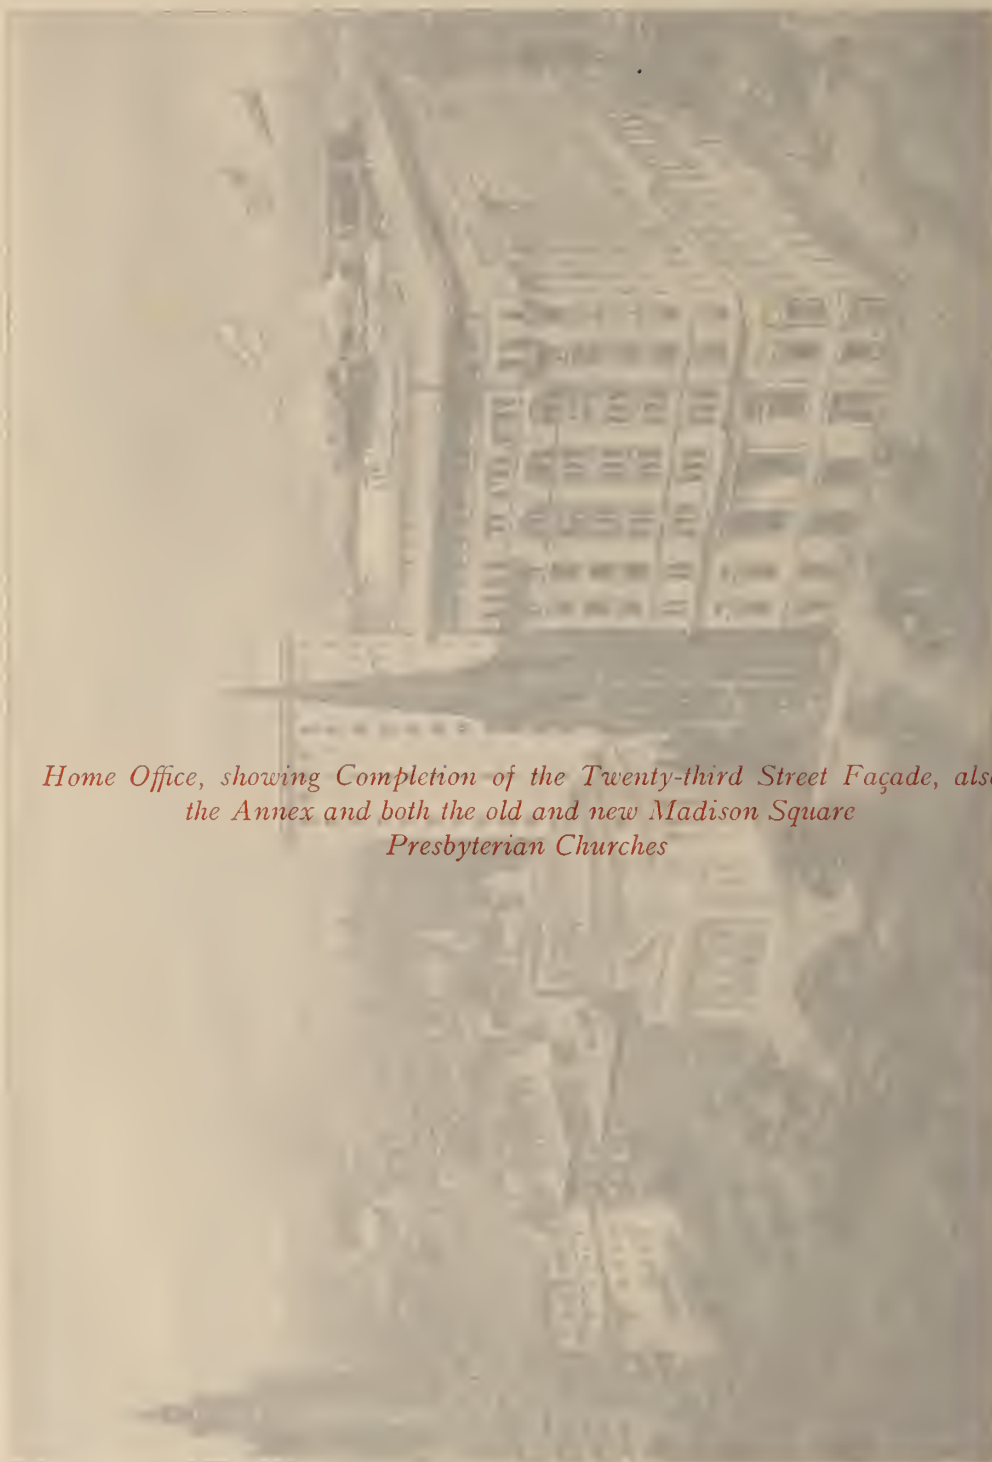 Home Office, showing Completion of the Twenty-third Street Façade, als
the Annex and both the old and new Madison Square
Presbyterian Churches